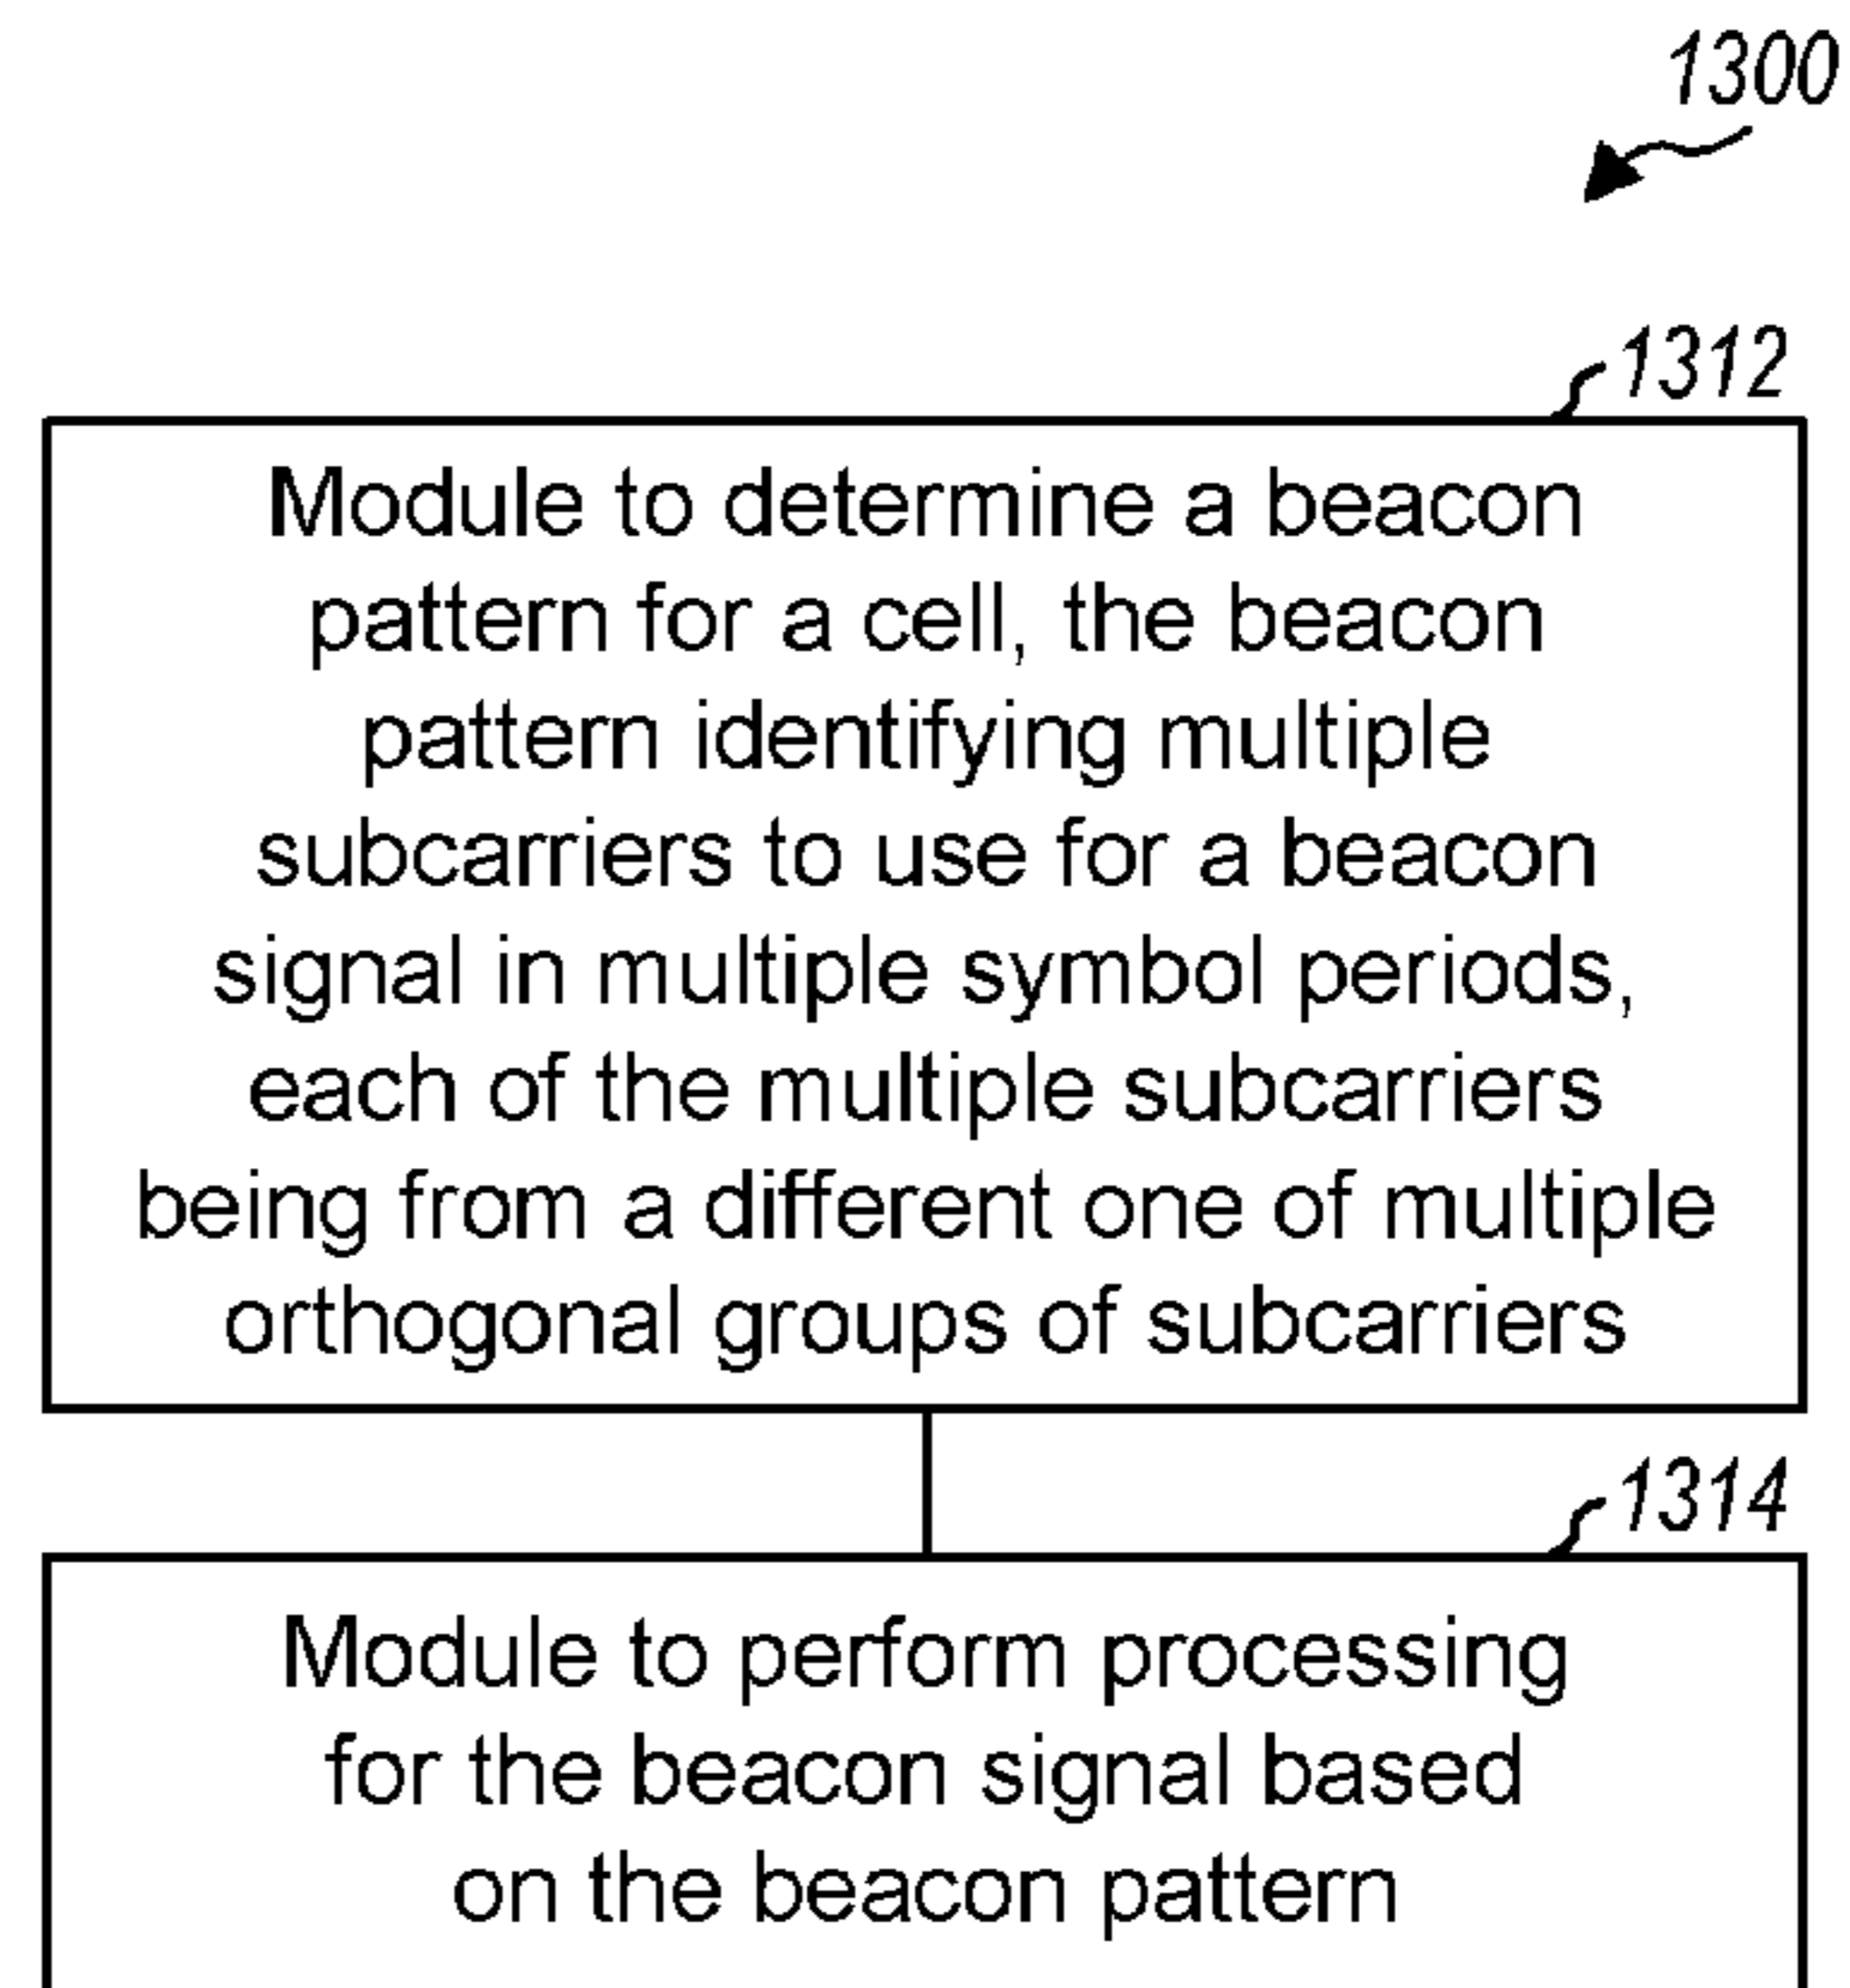 1300
1312
Module to determine a beacon
pattern for a cell, the beacon
pattern identifying multiple
subcarriers to use for a beacon
signal in multiple symbol periods,
each of the multiple subcarriers
being from a different one of multiple
orthogonal groups of subcarriers
1314
Module to perform processing
for the beacon signal based
on the beacon pattern